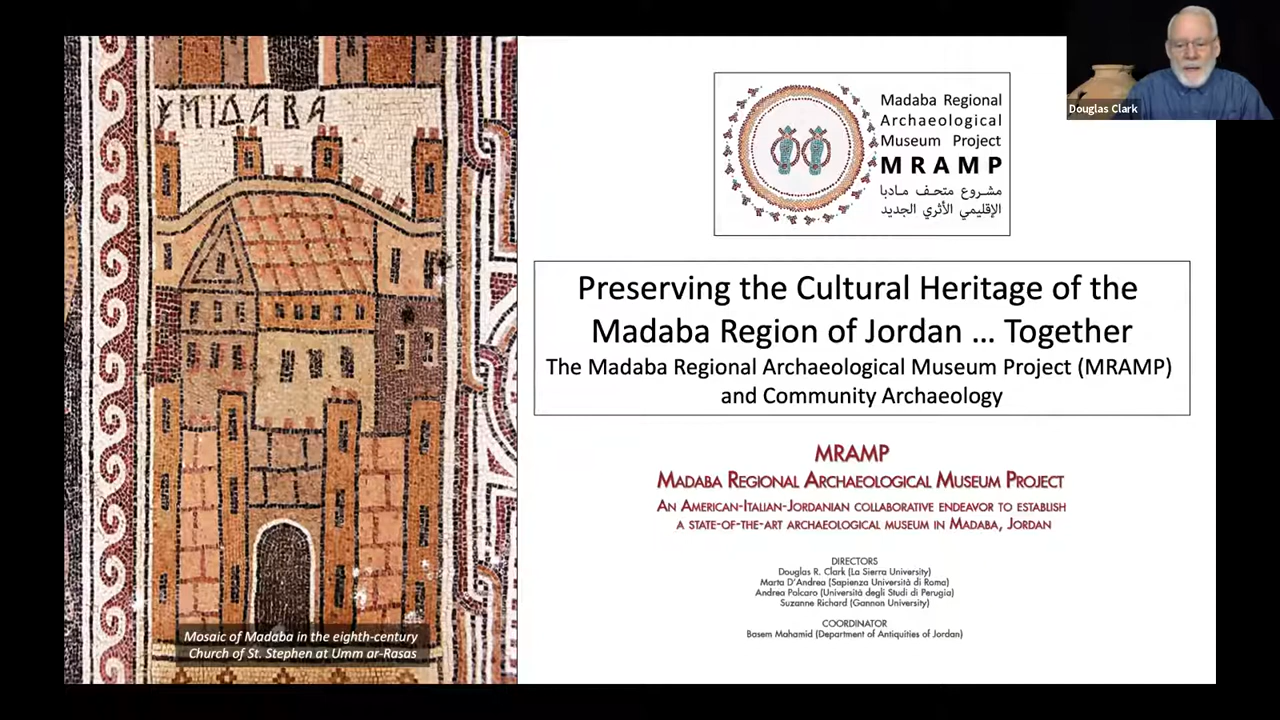 ΜΙΔΑΒΑ
Mosaic of Madaba in the eighth-century
Church of St. Stephen at Umm ar-Rasas
Madaba Regional
Archaeological
Museum Project
MRAMP
مشروع متحف مادبا
الإقليمي الأثري الجديد
Preserving the Cultural Heritage of the
Madaba Region of Jordan ... Together
The Madaba Regional Archaeological Museum Project (MRAMP)
and Community Archaeology
MRAMP
Madaba Regional Archaeological Museum Project
An American-Italian-Jordanian collaborative endeavor to establish
a state-of-the-art archaeological museum in Madaba, Jordan
DIRECTORS
Douglas R. Clark (La Sierra University)
Marta D'Andrea (Sapienza Università di Roma)
Andrea Polcaro (Università degli Studi di Perugia)
Suzanne Richard (Gannon University)
COORDINATOR
Basem Mahamid (Department of Antiquities of Jordan)
Douglas Clark